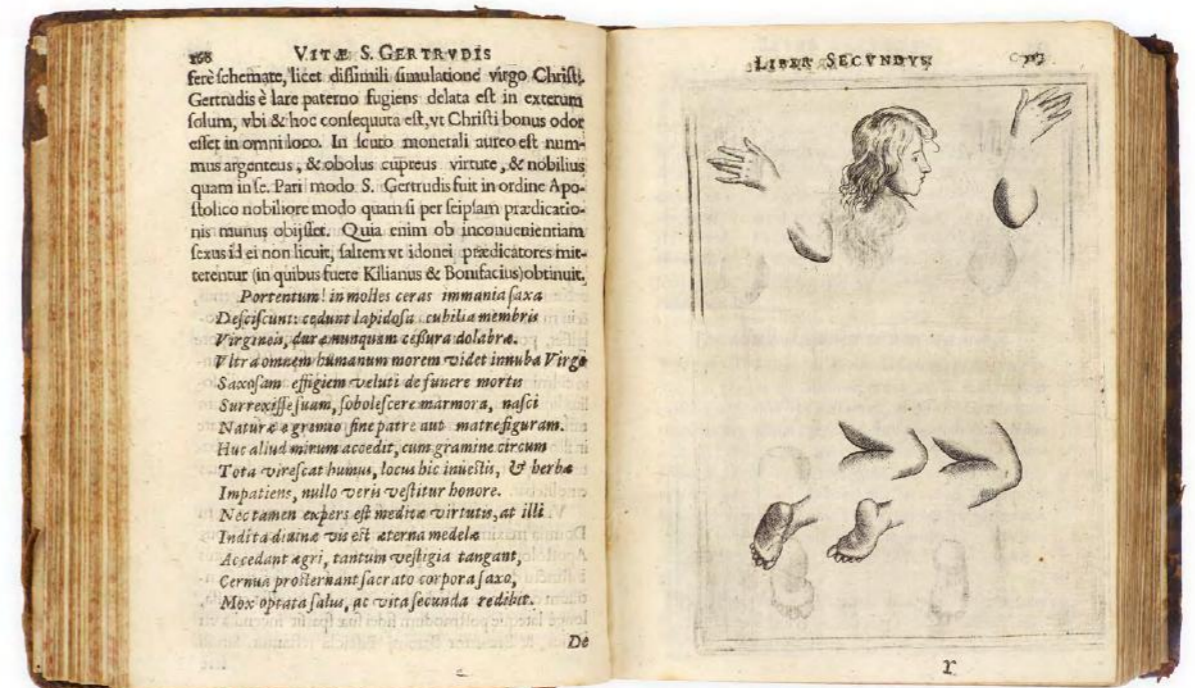 168 VITÆ S. GERTRVDIS
ferè ſchemate, licet diſſimili ſimulatione virgo Chriſti,
Gertrudis è lare paterno fugiens delata eſt in exterum
ſolum, vbi & hoc conſequuta eſt, vt Chriſti bonus odor
eſſet in omni loco. In ſcuto monetali aureo eſt num-
mus argenteus, & obolus cupreus virtute, & nobilius
quam in ſe. Pari modo S. Gertrudis fuit in ordine Apo-
ſtolico nobiliore modo quam ſi per ſeipſam prædicatio-
nis munus obijſſet. Quia enim ob inconuenientiam
ſexus id ei non licuit, ſaltem vt idonei prædicatores mit-
terentur (in quibus fuere Kilianus & Bonifacius) obtinuit.
Portentum! in molles ceras immania ſaxa
Deſciſcunt: cedunt lapidoſa cubilia membris
Virgineis, duræ nunquam ceſſura dolabræ.
Vltra omnem humanum morem videt innuba Virgo
Saxoſam effigiem veluti de funere mortis
Surrexiſſe ſuam, ſoboleſcere marmora, naſci
Naturæ e gremio ſine patre aut matre figuram.
Huc aliud mirum accedit, cum gramine circum
Tota vireſcat humus, locus hic inueſtis, & herbæ
Impatiens, nullo veris veſtitur honore.
Nec tamen expers eſt medicæ virtutis, at illi
Indita diuinæ vis eſt æterna medelæ
Accedant ægri, tantum veſtigia tangant,
Cernua proſternant ſacrato corpora ſaxo,
Mox optata ſalus, ac vita ſecunda redibit.
De
LIBER SECVNDVS
Y